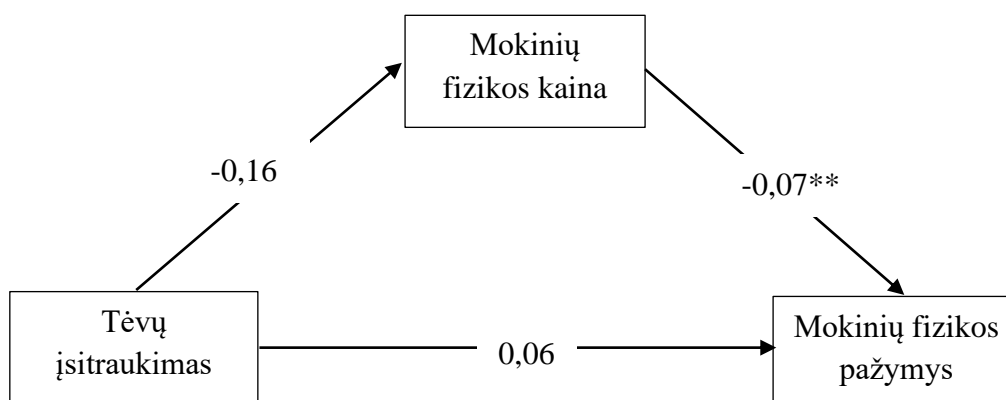 Mokinių
fizikos kaina
-0,16
-0,07**
Tėvų
įsitraukimas
0,06
Mokinių fizikos
pažymys